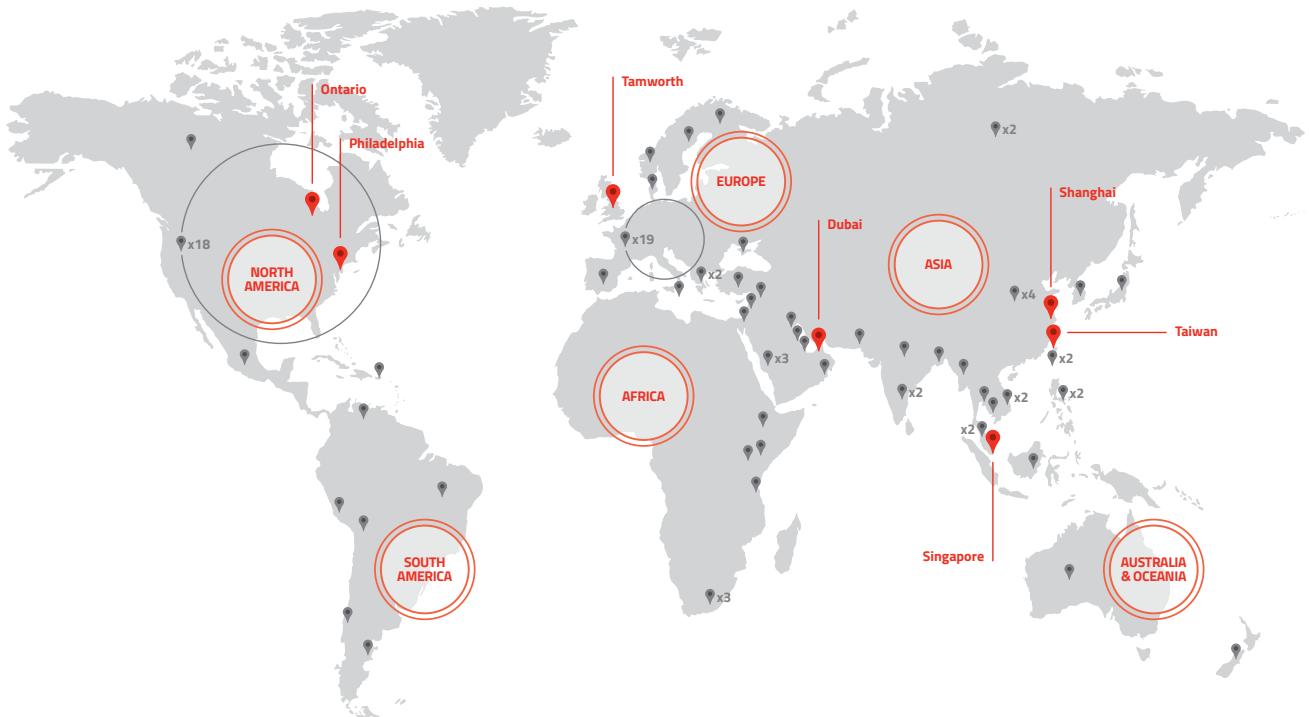 Ontario
Tamworth
Philadelphia
x2
EUROPE
Shanghai
Dubai
x18
x19
NORTH
AMERICA
ASIA
x2
x4
Taiwan
x3
x2
AFRICA
x2
x2
x2
x2
Singapore
SOUTH
AMERICA
AUSTRALIA
& OCEANIA
x3